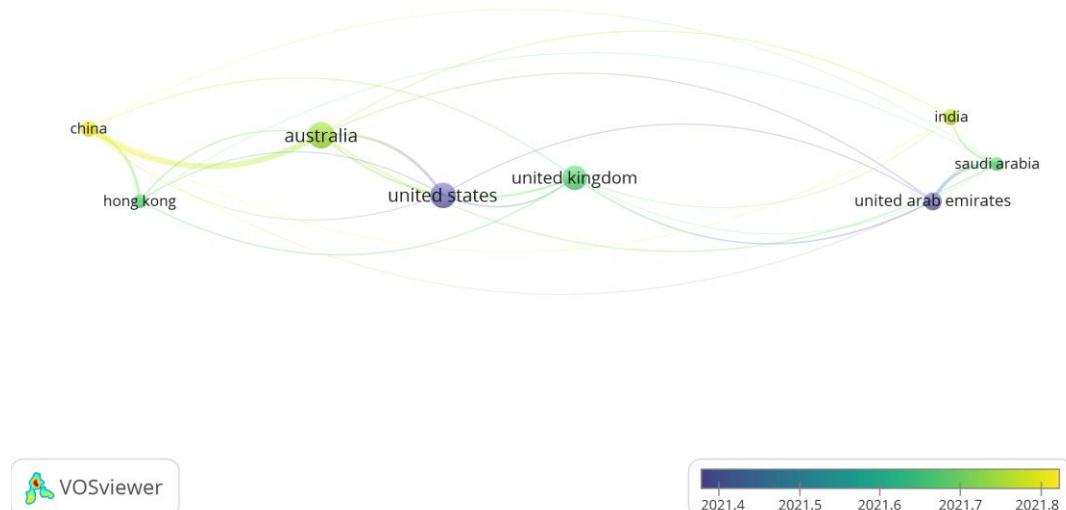 china
australia
united states
hong kong
united kingdom
india
saudi arabia
united arab emirates
VOSviewer
2021.4 2021.5 2021.6 2021.7 2021.8